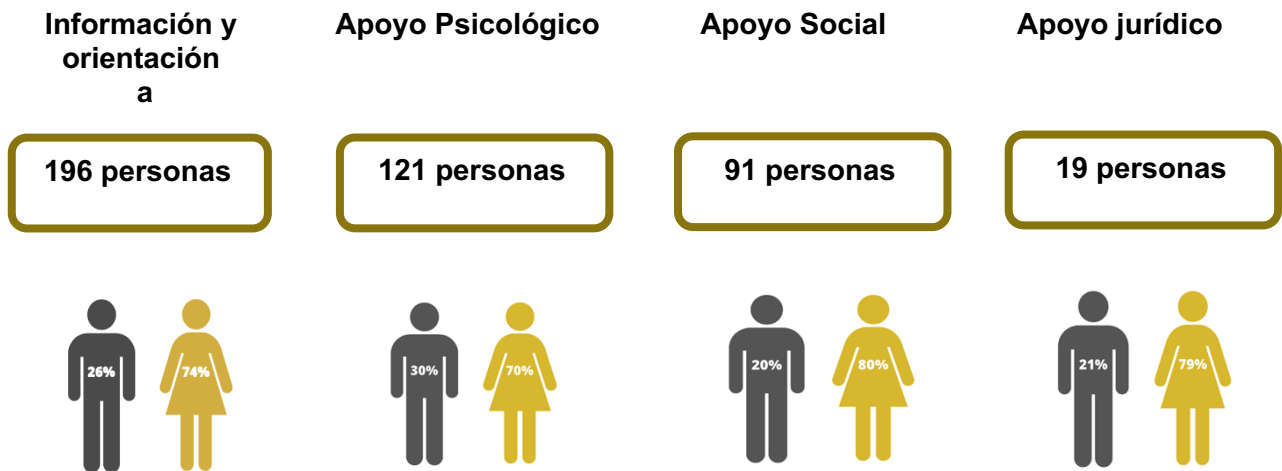 Información y
orientación
a
Apoyo Psicológico
Apoyo Social
Apoyo jurídico
196 personas
121 personas
91 personas
19 personas
26%
74%
30%
70%
20%
80%
21%
79%